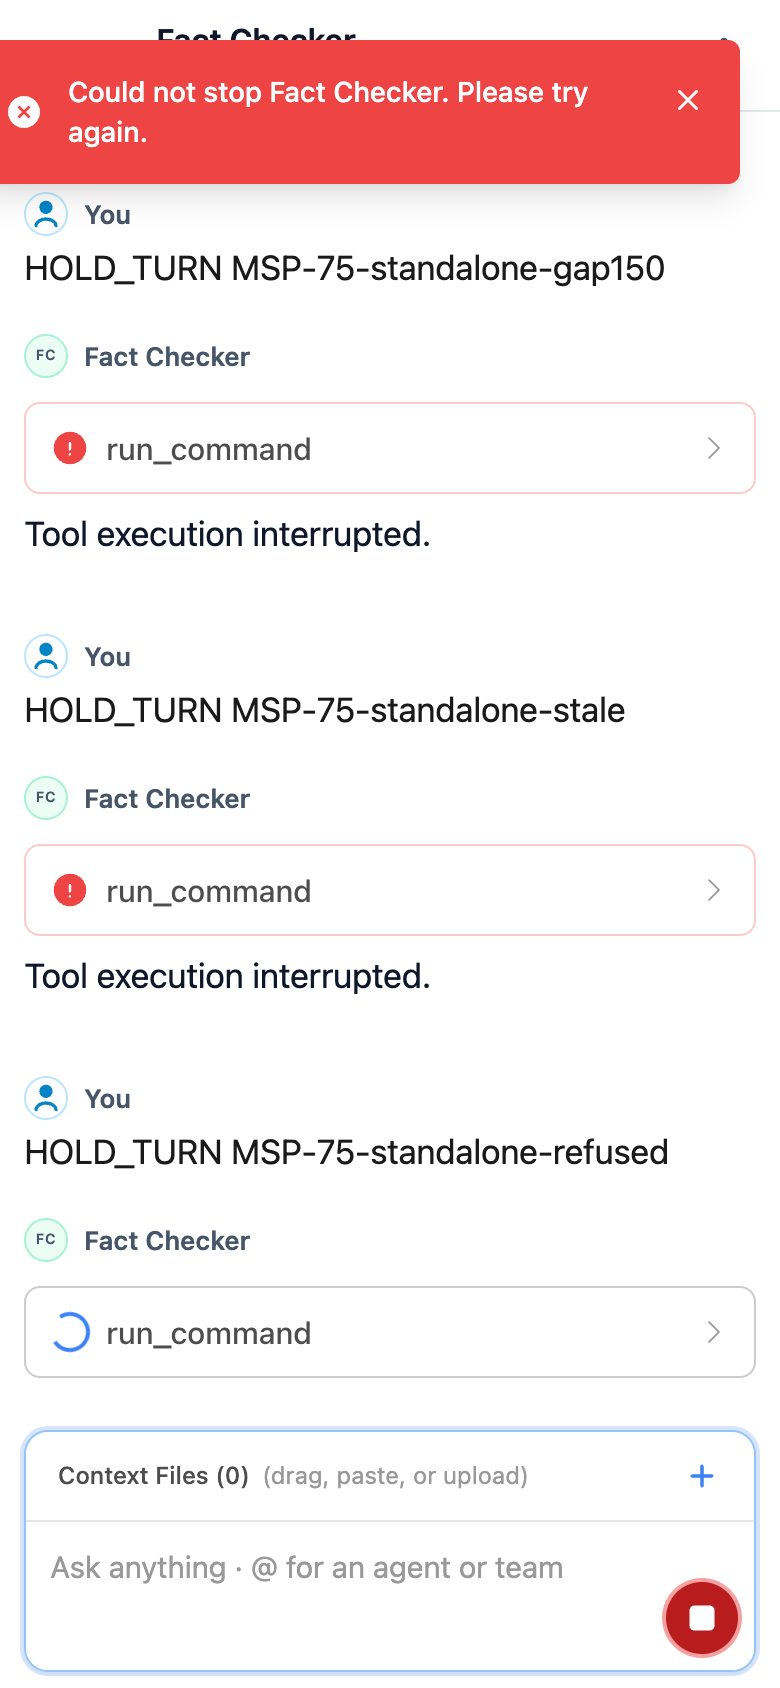 Fact Checker
Could not stop Fact Checker. Please try
again.
You
HOLD_TURN MSP-75-standalone-gap150
FC Fact Checker
run_command
Tool execution interrupted.
You
HOLD_TURN MSP-75-standalone-stale
FC Fact Checker
run_command
Tool execution interrupted.
You
HOLD_TURN MSP-75-standalone-refused
FC Fact Checker
run_command
Context Files (0) (drag, paste, or upload)
Ask anything · @ for an agent or team